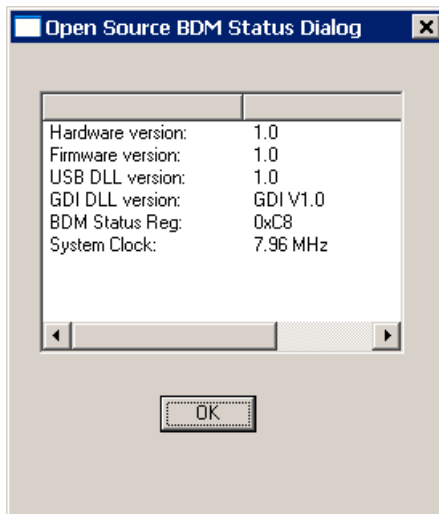 Open Source BDM Status Dialog
Hardware version: 1.0
Firmware version: 1.0
USB DLL version: 1.0
GDI DLL version: GDI V1.0
BDM Status Reg: 0xC8
System Clock: 7.96 MHz
OK